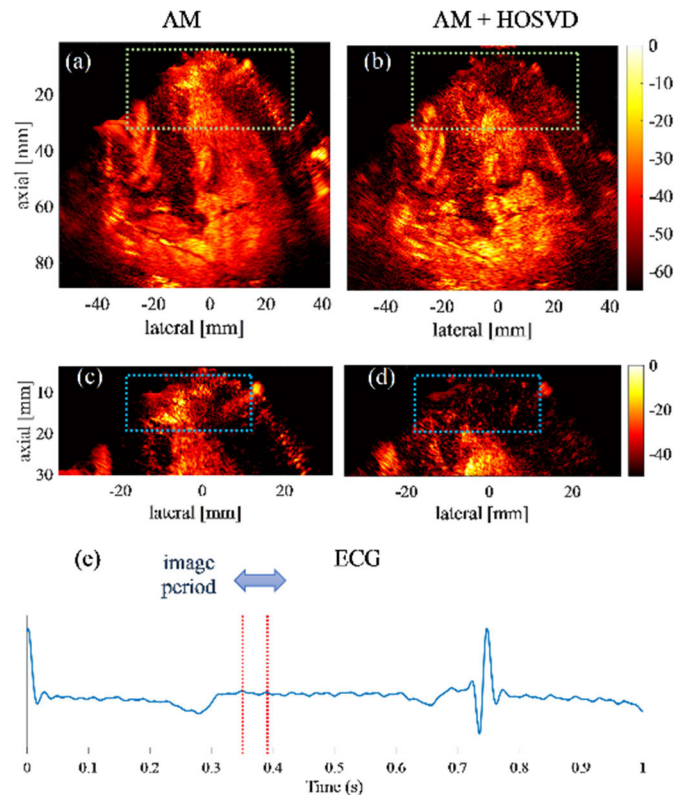 AM
AM + HOSVD
(a)
(b)
axial [mm]
20
40
60
80
-40
-20
0
20
40
lateral [mm]
-40
-20
0
20
40
lateral [mm]
0
-10
-20
-30
-40
-50
-60
(c)
(d)
axial [mm]
10
20
30
-20
0
20
lateral [mm]
-20
0
20
lateral [mm]
0
-20
-40
(e)
image
period
ECG
0
0.1
0.2
0.3
0.4
0.5
0.6
0.7
0.8
0.9
1
Time (s)